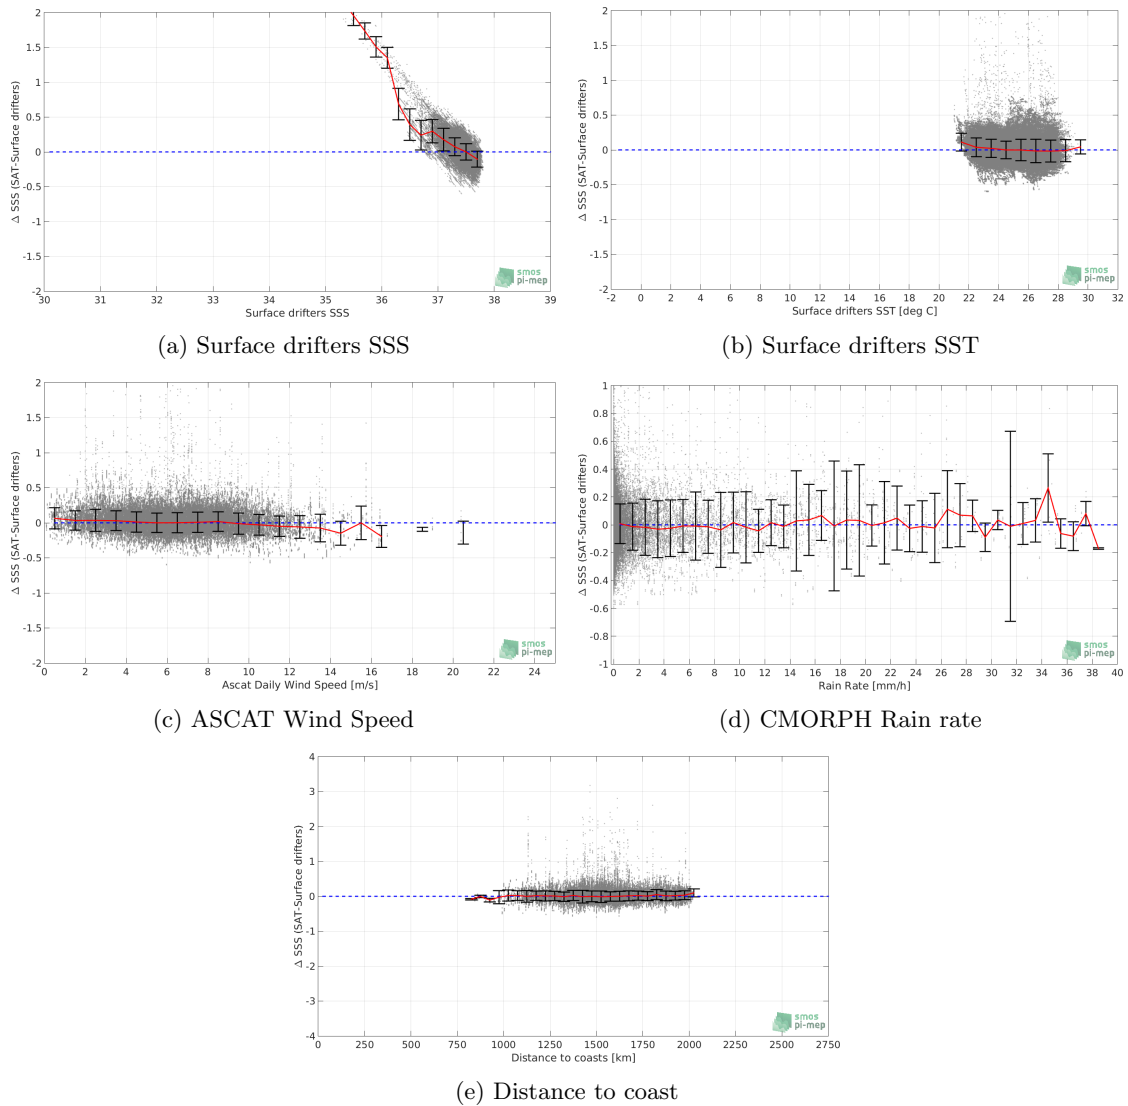 2
1.5
1
0.5
0
-0.5
-1
-1.5
-2
Δ SSS (SAT-Surface drifters)
30 31 32 33 34 35 36 37 38 39
Surface drifters SSS
smos
pi-mep
(a) Surface drifters SSS
2
1.5
1
0.5
0
-0.5
-1
-1.5
-2
Δ SSS (SAT-Surface drifters)
-2 0 2 4 6 8 10 12 14 16 18 20 22 24 26 28 30 32
Surface drifters SST [deg C]
smos
pi-mep
(b) Surface drifters SST
2
1.5
1
0.5
0
-0.5
-1
-1.5
-2
Δ SSS (SAT-Surface drifters)
0 2 4 6 8 10 12 14 16 18 20 22 24
Ascat Daily Wind Speed [m/s]
smos
pi-mep
(c) ASCAT Wind Speed
1
0.8
0.6
0.4
0.2
0
-0.2
-0.4
-0.6
-0.8
-1
Δ SSS (SAT-Surface drifters)
0 2 4 6 8 10 12 14 16 18 20 22 24 26 28 30 32 34 36 38 40
Rain Rate [mm/h]
smos
pi-mep
(d) CMORPH Rain rate
4
3
2
1
0
-1
-2
-3
-4
Δ SSS (SAT-Surface drifters)
0 250 500 750 1000 1250 1500 1750 2000 2250 2500 2750
Distance to coasts [km]
smos
pi-mep
(e) Distance to coast